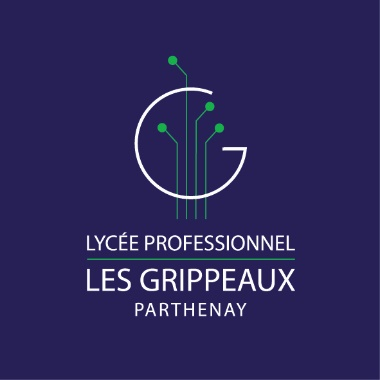 G
LYCÉE PROFESSIONNEL
LES GRIPPEAUX
PARTHENAY